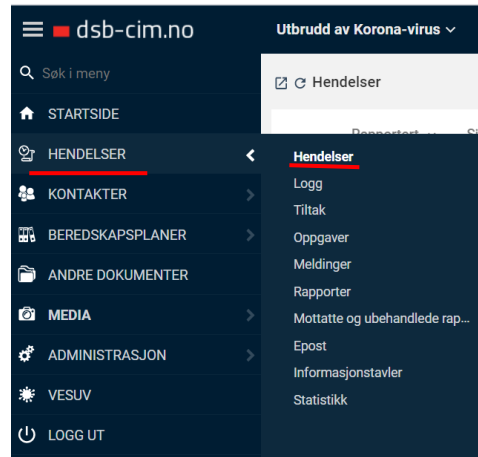 dsb-cim.no
Utbrudd av Korona-virus
Søk i meny
Hendelser
STARTSIDE
Rapportert
HENDELSER
Hendelser
Logg
KONTAKTER
Tiltak
BEREDSKAPSPLANER
Oppgaver
Meldinger
ANDRE DOKUMENTER
Rapporter
MEDIA
Mottatte og ubehandlede rap...
Epost
ADMINISTRASJON
Informasjonstavler
VESUV
Statistikk
LOGG UT